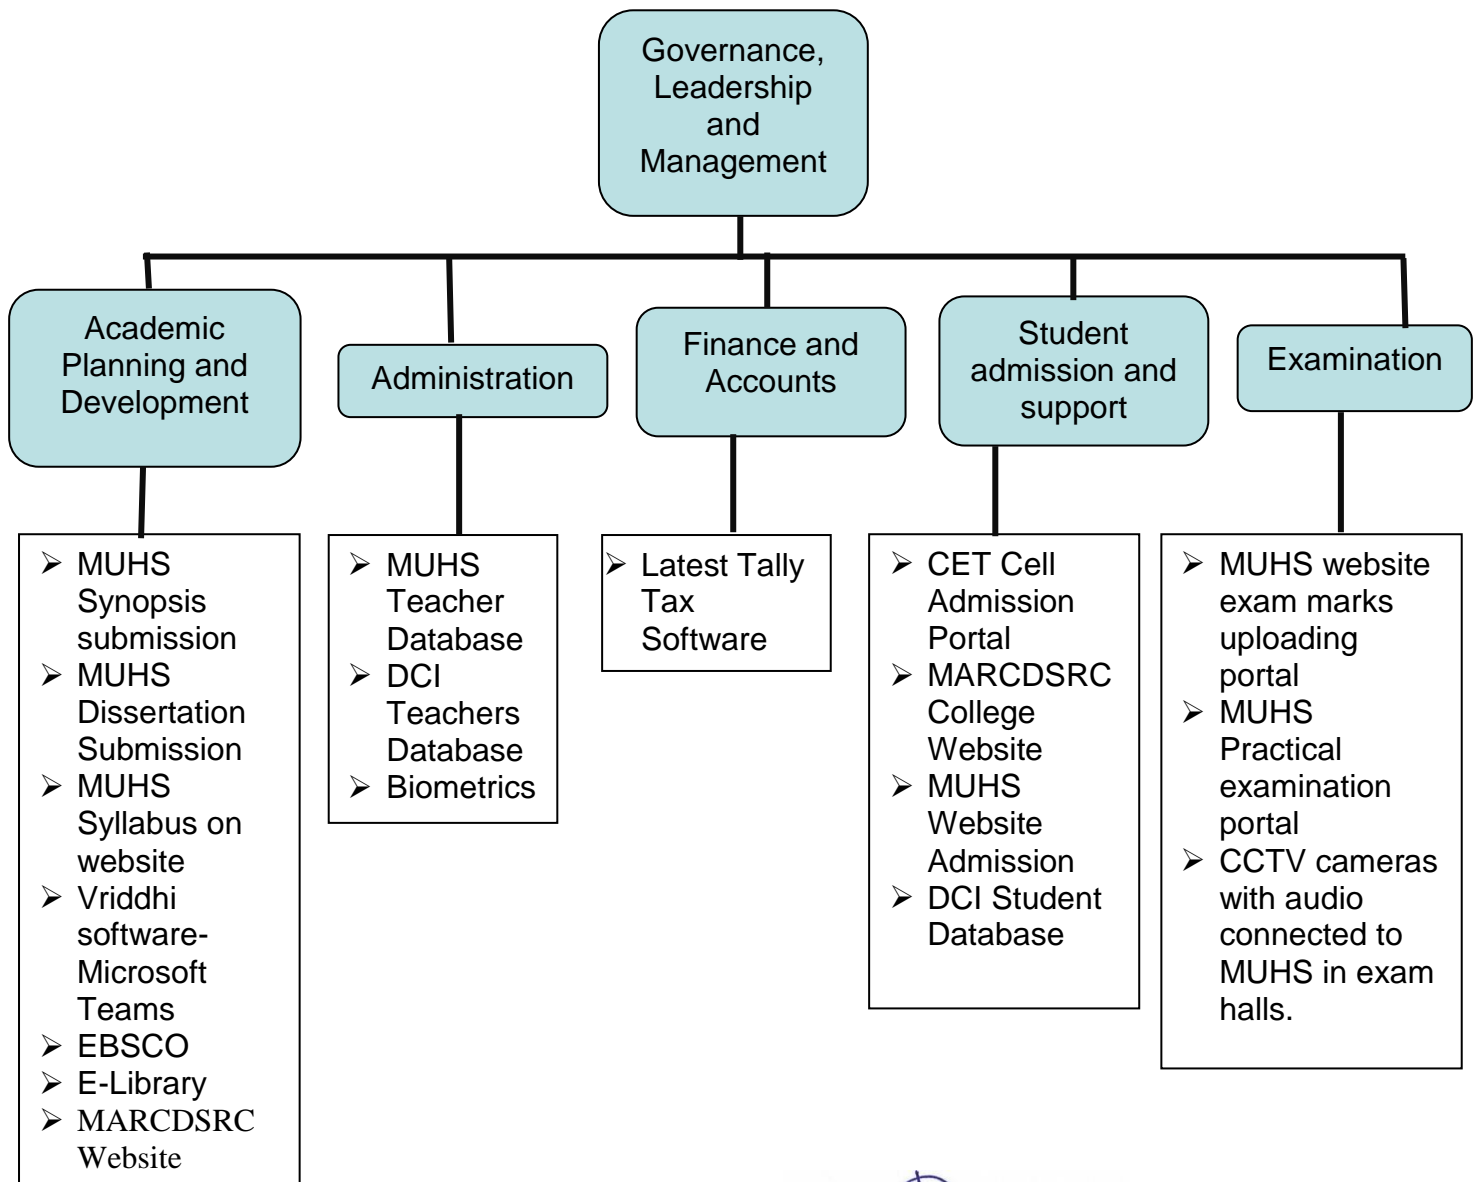 Governance,
Leadership
and
Management
Academic
Planning and
Development
Administration
Finance and
Accounts
Student
admission and
support
Examination
➢ MUHS
Synopsis
submission
➢ MUHS
Dissertation
Submission
➢ MUHS
Syllabus on
website
➢ Vriddhi
software-
Microsoft
Teams
➢ EBSCO
➢ E-Library
➢ MARCDSRC
Website
➢ MUHS
Teacher
Database
➢ DCI
Teachers
Database
➢ Biometrics
➢ Latest Tally
Tax
Software
➢ CET Cell
Admission
Portal
➢ MARCDSRC
College
Website
➢ MUHS
Website
Admission
➢ DCI Student
Database
➢ MUHS website
exam marks
uploading
portal
➢ MUHS
Practical
examination
portal
➢ CCTV cameras
with audio
connected to
MUHS in exam
halls.